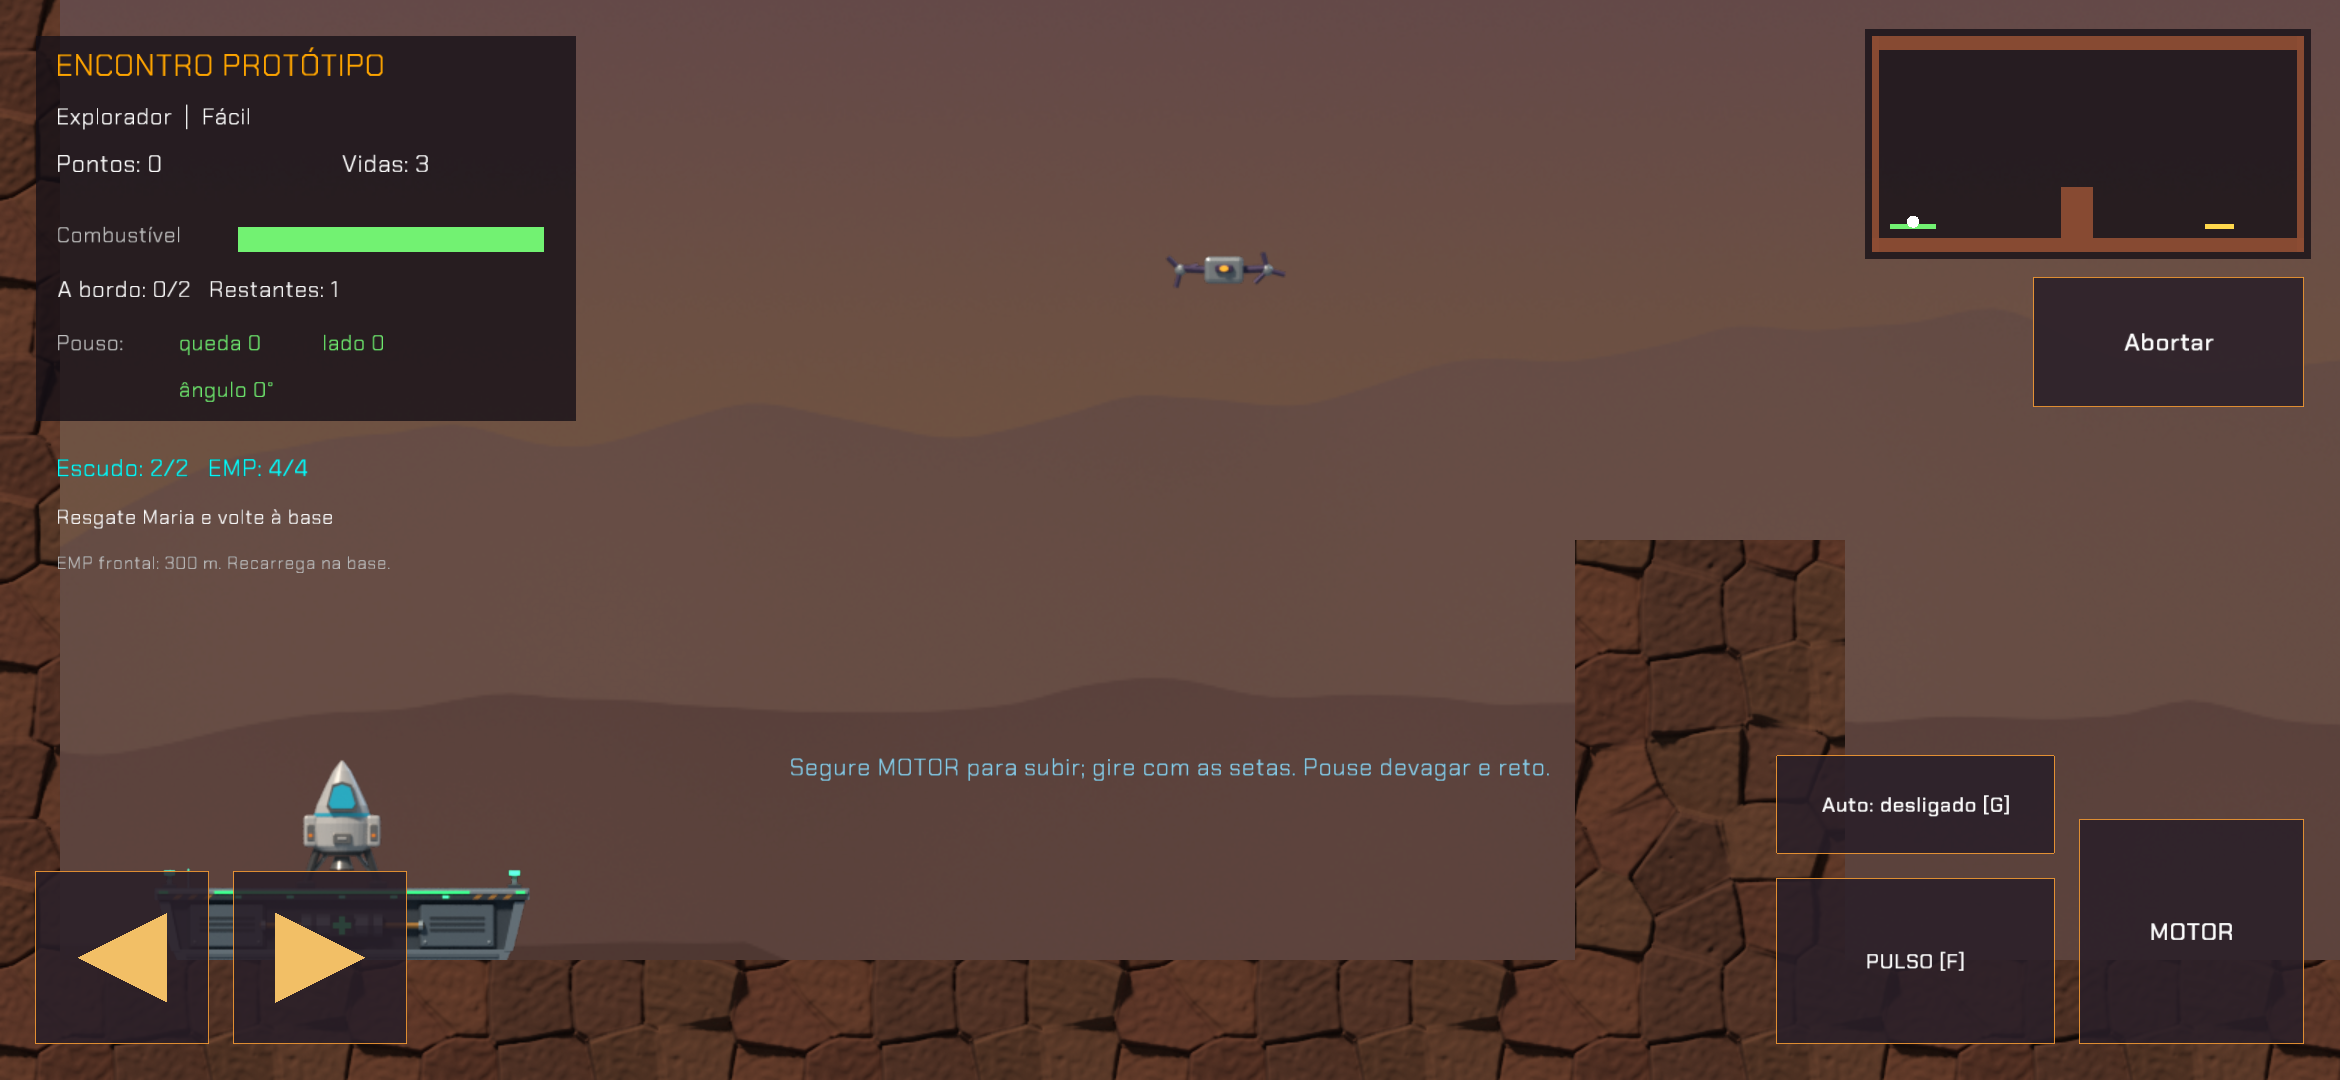 ENCONTRO PROTÓTIPO
Explorador | Fácil
Pontos: 0 Vidas: 3
Combustível
A bordo: 0/2 Restantes: 1
Pouso: queda 0 lado 0
ângulo 0°
Escudo: 2/2 EMP: 4/4
Resgate Maria e volte à base
EMP frontal: 300 m. Recarrega na base.
Abortar
Segure MOTOR para subir; gire com as setas. Pouse devagar e reto.
Auto: desligado [G]
PULSO [F]
MOTOR